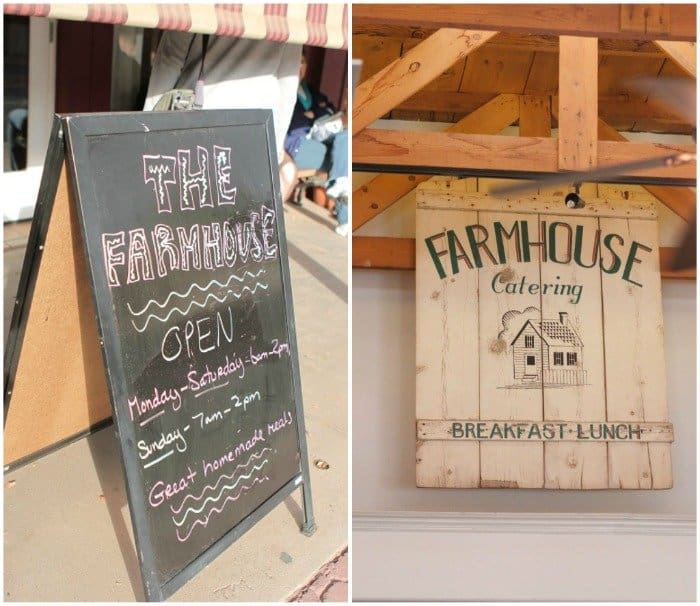 THE
FARMHOUSE
OPEN
Monday-Saturday-6am-2pm,
Sunday-7am-2pm
Great homemade meals
FARMHOUSE
Catering
BREAKFAST LUNCH